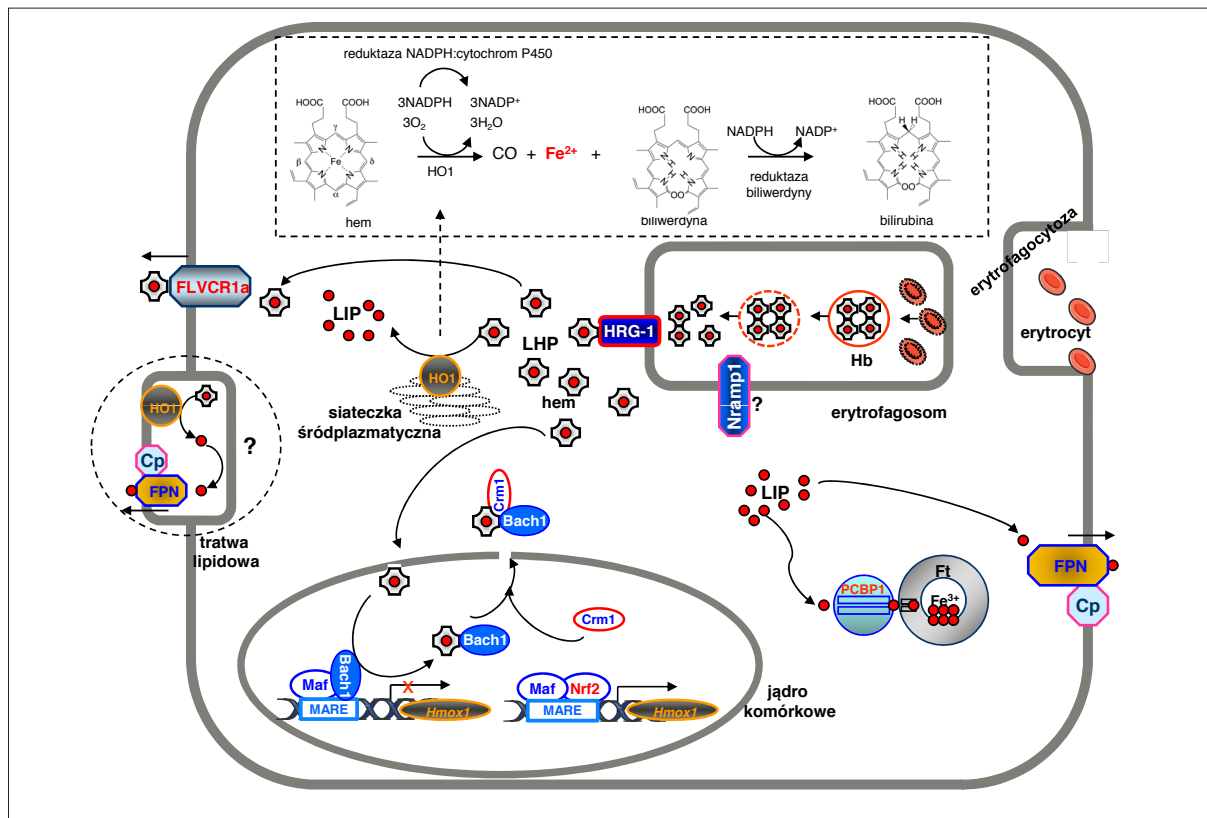 reduktaza NADPH:cytochrom P450
HOOC COOH
3NADPH 3NADP⁺
3O₂ 3H₂O
γ
β
Fe
δ
α
N N
N N
HO1
CO + Fe²⁺ +
hem
biliwerdyna
NADPH NADP⁺
reduktaza
biliwerdyny
HOOC COOH
H H
bilirubina
erytrofagocytoza
erytrocyt
FLVCR1a
LIP
LHP
hem
HRG-1
Hb
Nramp1
?
erytrofagosom
HO1
siateczka
śródplazmatyczna
HO1
?
Cp
FPN
tratwa
lipidowa
Crm1
Bach1
LIP
PCBP1
Ft
Fe³⁺
FPN
Cp
Crm1
Bach1
Maf
Bach1
MARE
X
Hmox1
Maf
Nrf2
MARE
Hmox1
jądro
komórkowe